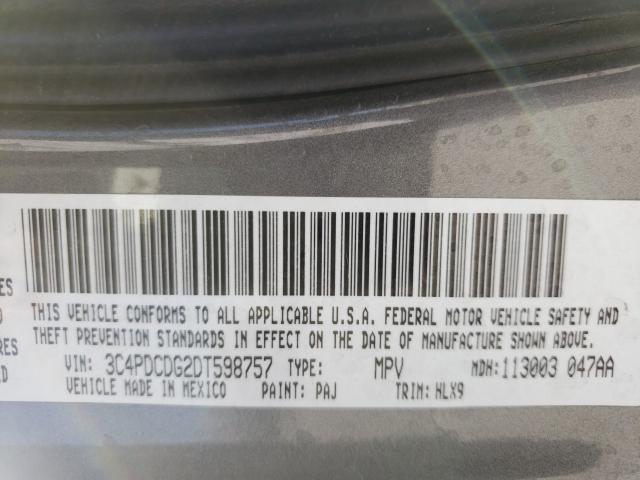 ES
THIS VEHICLE CONFORMS TO ALL APPLICABLE U.S.A. FEDERAL MOTOR VEHICLE SAFETY AND
THEFT PREVENTION STANDARDS IN EFFECT ON THE DATE OF MANUFACTURE SHOWN ABOVE.
RES
VIN: 3C4PDCDG2DT598757 TYPE: MPV MDH:113003 047AA
D
VEHICLE MADE IN MEXICO PAINT: PAJ TRIM: HLX9